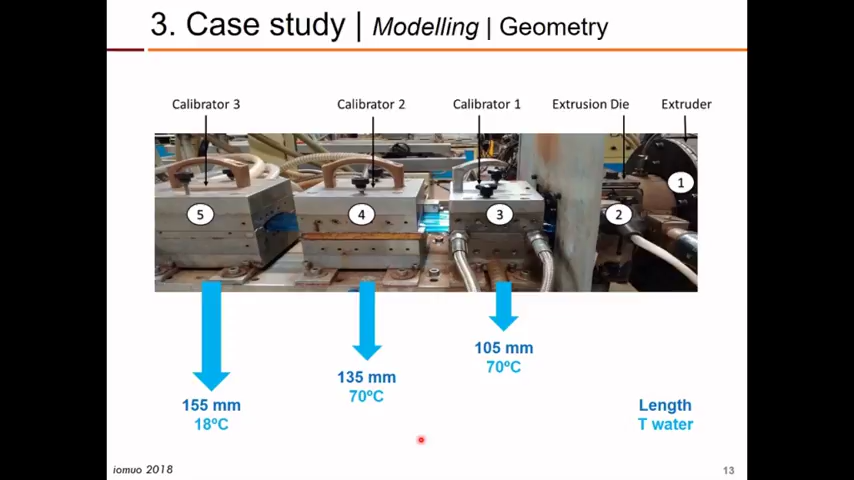 3. Case study | Modelling | Geometry
Calibrator 3
Calibrator 2
Calibrator 1
Extrusion Die
Extruder
5
4
3
2
1
105 mm
70ºC
135 mm
70ºC
155 mm
18ºC
Length
T water
iomuo 2018
13